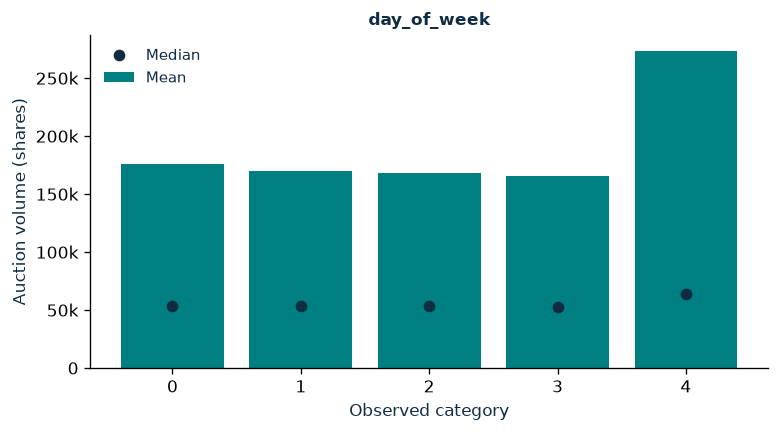 day_of_week
Median
Mean
Auction volume (shares)
250k
200k
150k
100k
50k
0
0 1 2 3 4
Observed category